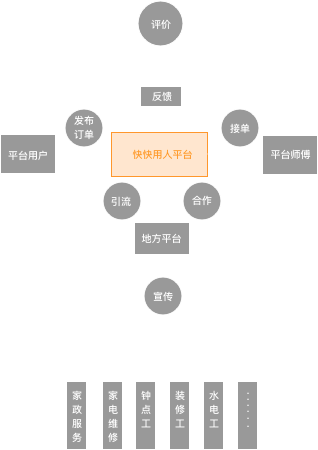 评价
反馈
发布
订单
接单
平台用户
快快用人平台
平台师傅
引流
合作
地方平台
宣传
家政服务
家电维修
钟点工
装修工
水电工
......